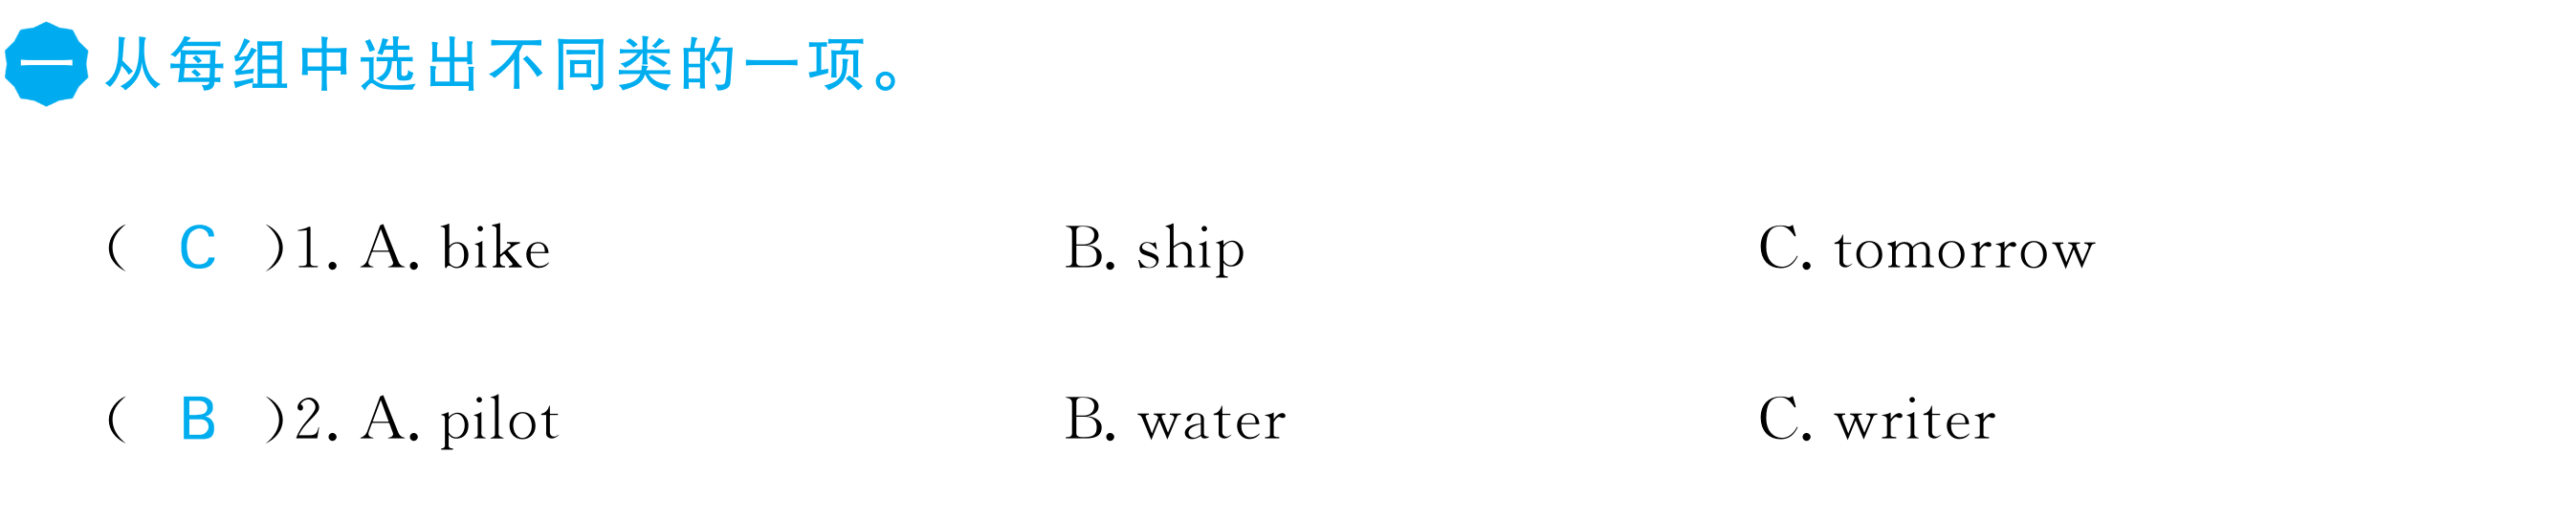 一 从每组中选出不同类的一项。
( C )1. A. bike B. ship C. tomorrow
( B )2. A. pilot B. water C. writer